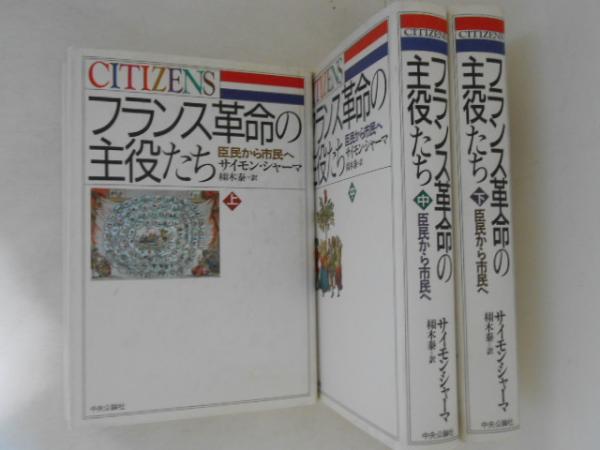 CITIZENS
フランス革命の
主役たち
臣民から市民へ
サイモン・シャーマ
栩木泰・訳
上
中央公論社
ZENS
ランス革命の
役たち
臣民から市民へ
サイモン・シャーマ
栩木泰・訳
中
CITIZENS
フランス革命の
主役たち
中
臣民から市民へ
サイモン・シャーマ
栩木泰・訳
中央公論社
CITIZENS
フランス革命の
主役たち
下
臣民から市民へ
サイモン・シャーマ
栩木泰・訳
中央公論社